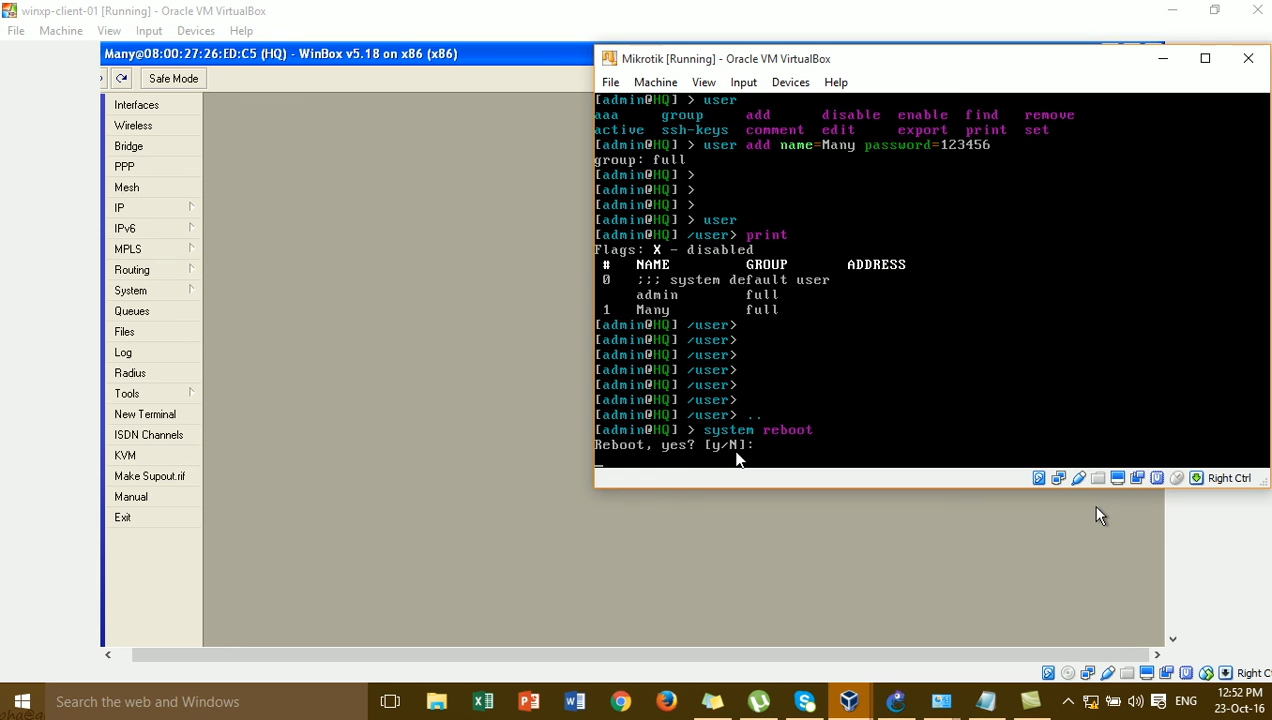 winxp-client-01 [Running] - Oracle VM VirtualBox
File Machine View Input Devices Help
Many@08:00:27:26:ED:C5 (HQ) - WinBox v5.18 on x86 (x86)
Safe Mode
Interfaces
Wireless
Bridge
PPP
Mesh
IP
IPv6
MPLS
Routing
System
Queues
Files
Log
Radius
Tools
New Terminal
ISDN Channels
KVM
Make Supout.rif
Manual
Exit
Mikrotik [Running] - Oracle VM VirtualBox
File Machine View Input Devices Help
[admin@HQ] > user
aaa group add disable enable find remove
active ssh-keys comment edit export print set
[admin@HQ] > user add name=Many password=123456
group: full
[admin@HQ] >
[admin@HQ] >
[admin@HQ] >
[admin@HQ] > user
[admin@HQ] /user> print
Flags: X - disabled
# NAME GROUP ADDRESS
0 ;;; system default user
admin full
1 Many full
[admin@HQ] /user>
[admin@HQ] /user>
[admin@HQ] /user>
[admin@HQ] /user>
[admin@HQ] /user>
[admin@HQ] /user>
[admin@HQ] /user> ..
[admin@HQ] > system reboot
Reboot, yes? [y/N]:
Right Ctrl
Right C
Search the web and Windows
ENG
12:52 PM
23-Oct-16